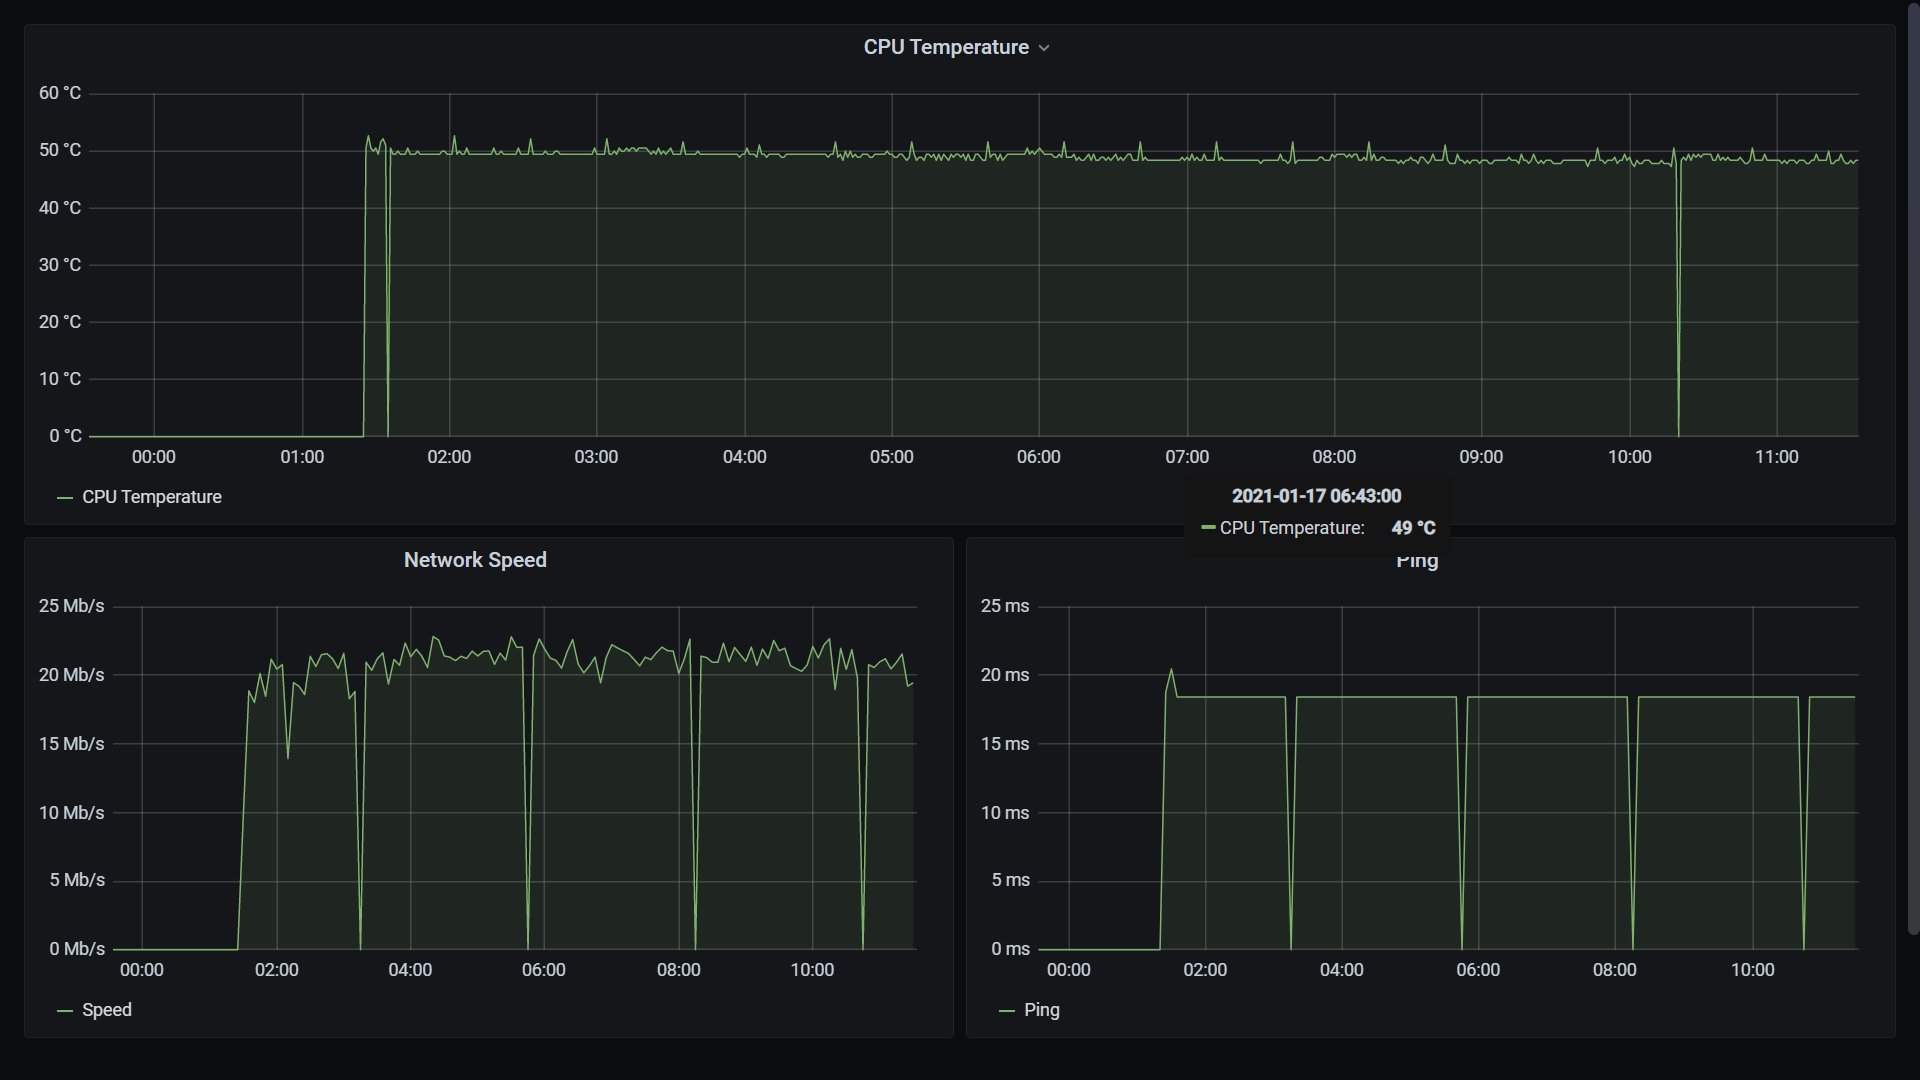 CPU Temperature
60 °C
50 °C
40 °C
30 °C
20 °C
10 °C
0 °C
00:00 01:00 02:00 03:00 04:00 05:00 06:00 07:00 08:00 09:00 10:00 11:00
CPU Temperature
2021-01-17 06:43:00
CPU Temperature: 49 °C
Network Speed
25 Mb/s
20 Mb/s
15 Mb/s
10 Mb/s
5 Mb/s
0 Mb/s
00:00 02:00 04:00 06:00 08:00 10:00
Speed
Ping
25 ms
20 ms
15 ms
10 ms
5 ms
0 ms
00:00 02:00 04:00 06:00 08:00 10:00
Ping